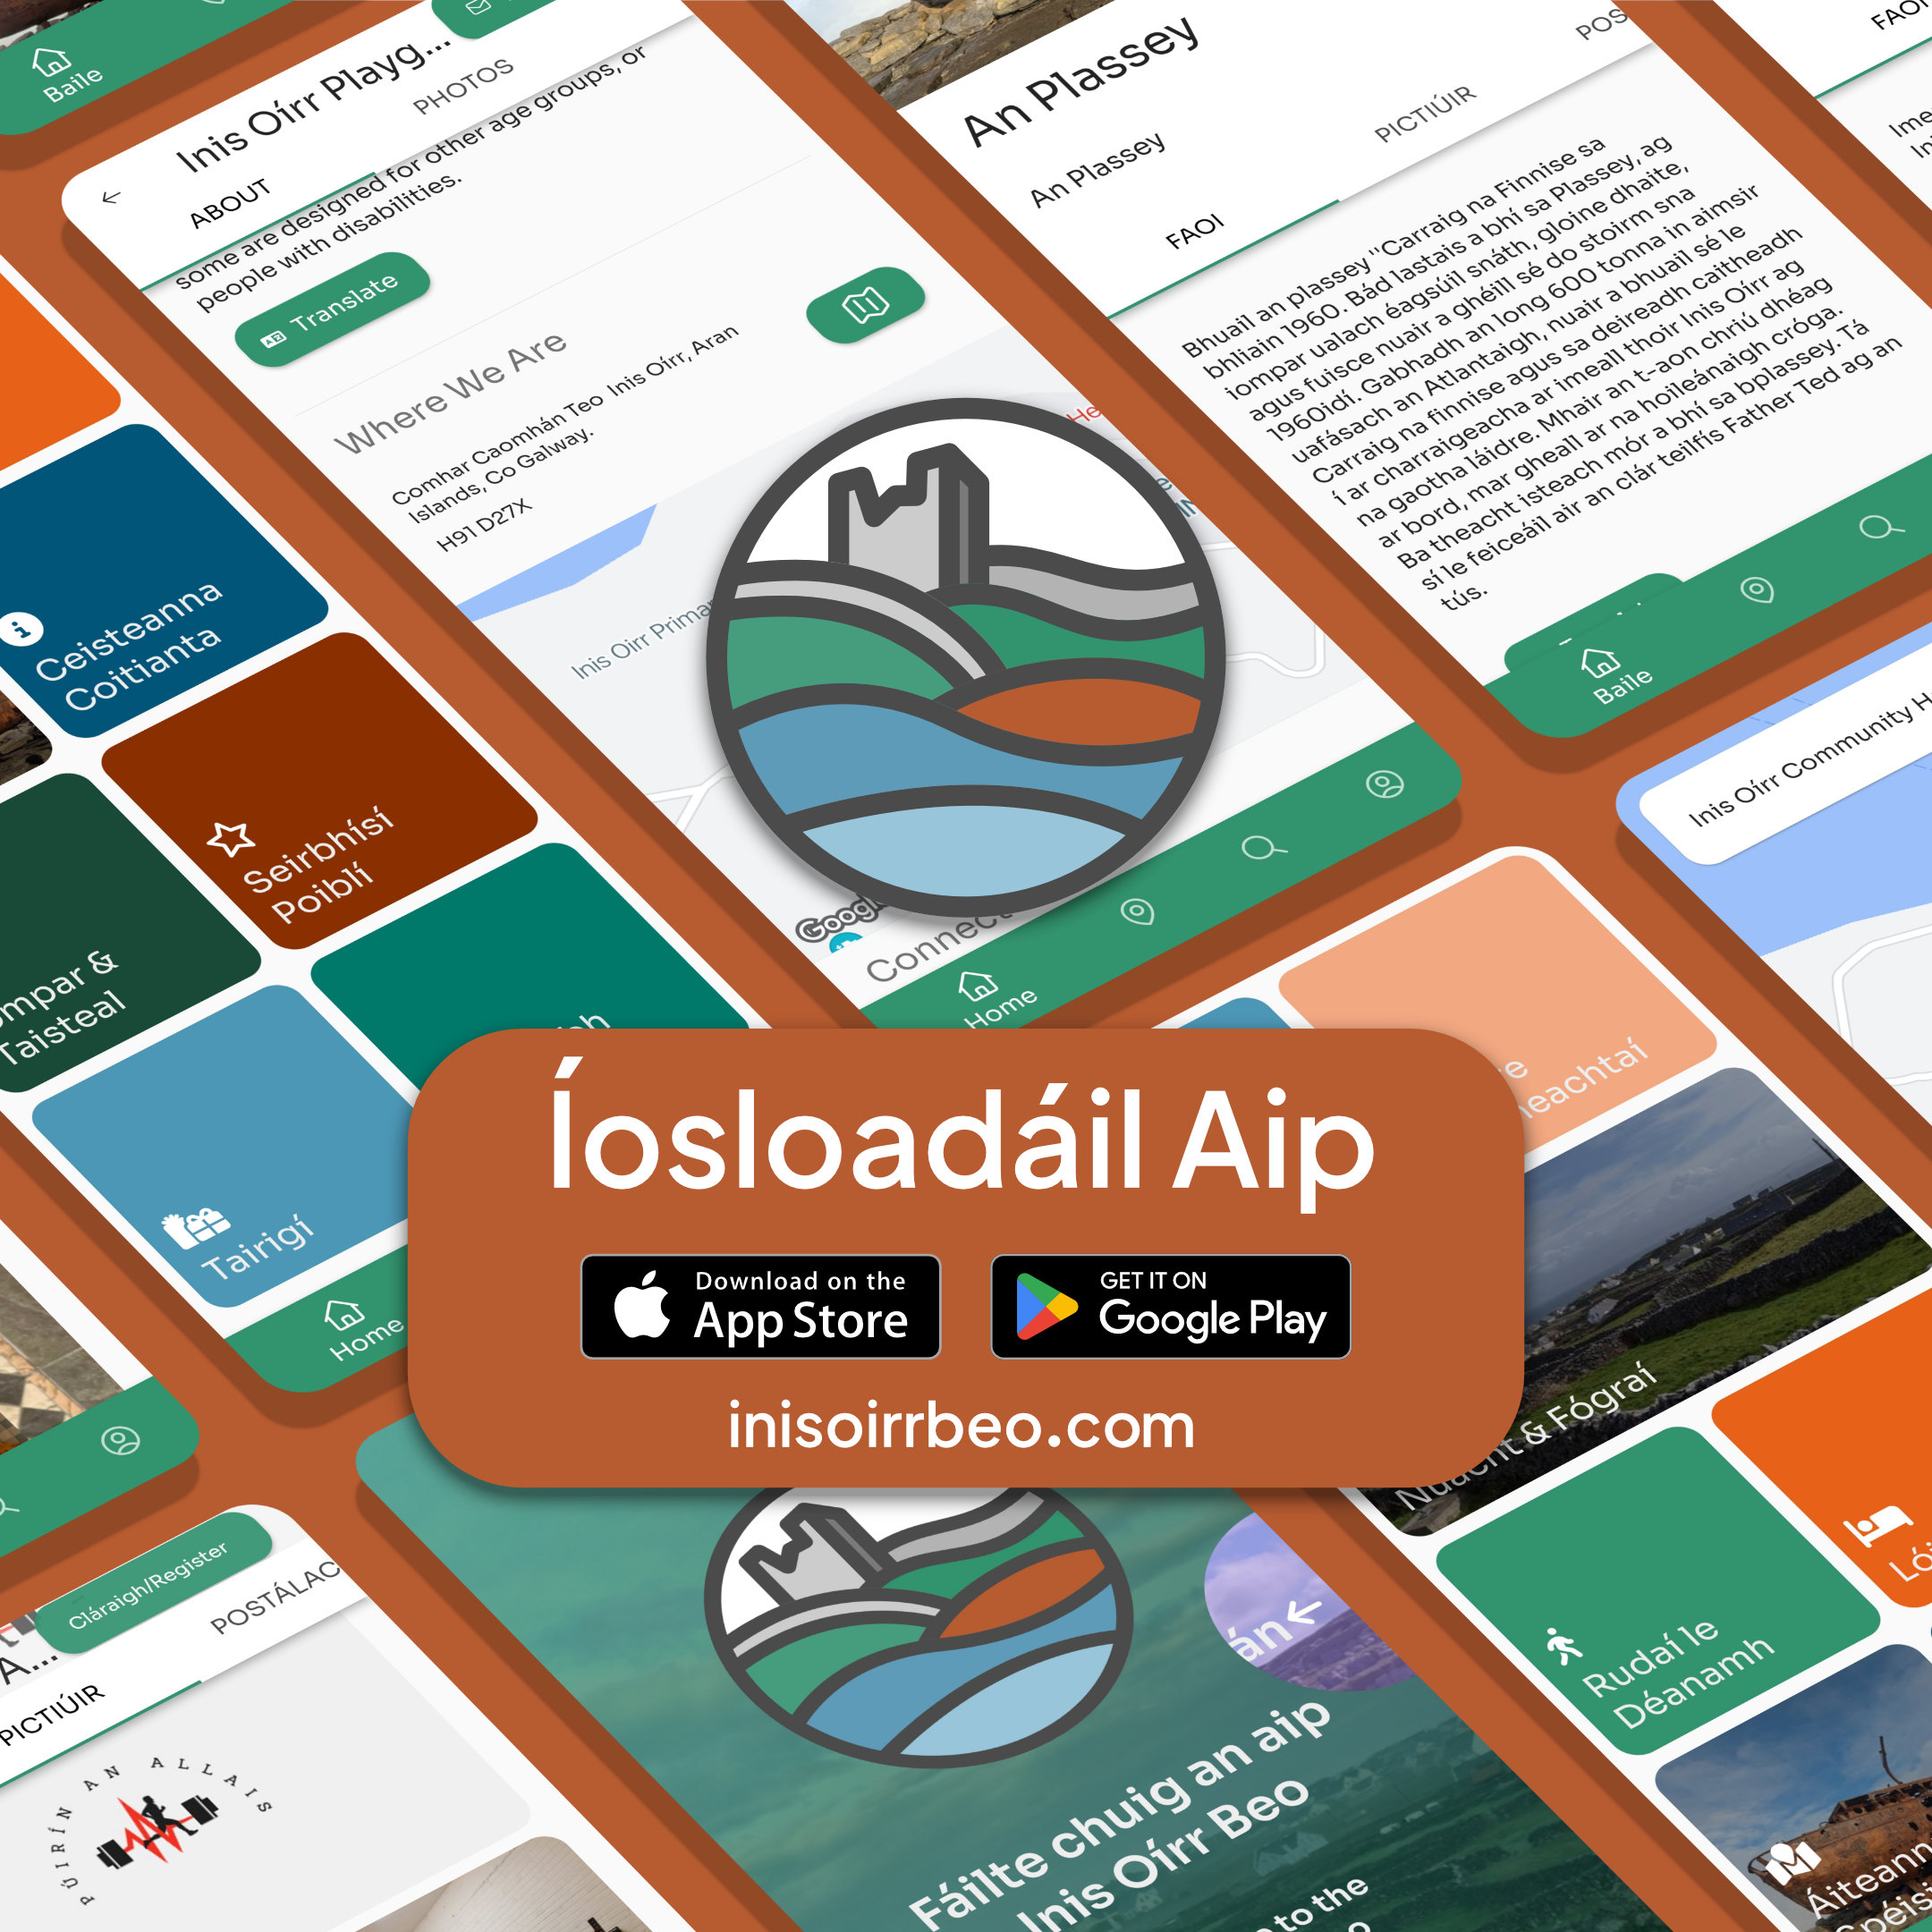 Baile
Inis Oírr Playg...
ABOUT
PHOTOS
some are designed for other age groups, or
people with disabilities.
Translate
Where We Are
Comhar Caomhán Teo Inis Oírr, Aran
Islands, Co Galway.
H91 D27X
Inis Oirr Primar
He
Google
Connect
Home
An Plassey
An Plassey
FAOI
PICTIÚIR
POS
Bhuail an plassey "Carraig na Finnise sa
bhliain 1960. Bád lastais a bhí sa Plassey, ag
iompar ualach éagsúil snáth, gloine dhaite,
agus fuisce nuair a ghéill sé do stoirm sna
1960idí. Gabhadh an long 600 tonna in aimsir
uafásach an Atlantaigh, nuair a bhuail sé le
Carraig na finnise agus sa deireadh caitheadh
í ar charraigeacha ar imeall thoir Inis Oírr ag
na gaotha láidre. Mhair an t-aon chriú dhéag
ar bord, mar gheall ar na hoileánaigh cróga.
Ba theacht isteach mór a bhí sa bplassey. Tá
sí le feiceáil air an clár teilifís Father Ted ag an
tús.
Baile
FAOI
Ime
Inis Oírr Community H
Ceisteanna
Coitianta
Seirbhísí
Poiblí
mpar &
Taisteal
Tairigí
Home
Íosloadáil Aip
Download on the
App Store
GET IT ON
Google Play
inisoirrbeo.com
neachtaí
Nuacht & Fógraí
Rudaí le
Déanamh
Lói
Áiteann
Cláraigh/Register
A...
PICTIÚIR
POSTÁLAC
PÚIRÍN AN ALLAIS
án
Fáilte chuig an aip
Inis Oírr Beo
to the